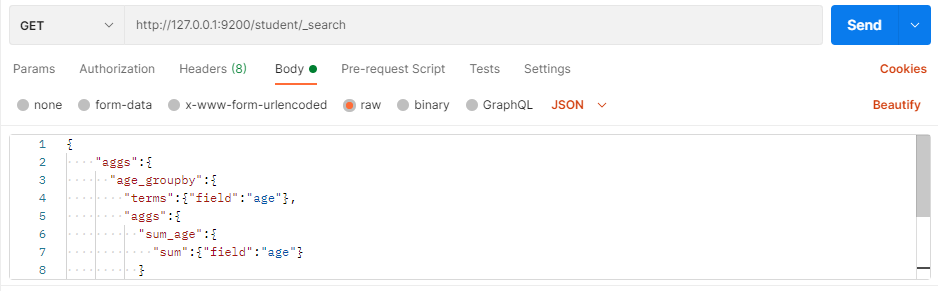 GET http://127.0.0.1:9200/student/_search Send
Params Authorization Headers (8) Body Pre-request Script Tests Settings Cookies
none form-data x-www-form-urlencoded raw binary GraphQL JSON Beautify
1 {
2 "aggs":{
3 "age_groupby":{
4 "terms":{"field":"age"},
5 "aggs":{
6 "sum_age":{
7 "sum":{"field":"age"}
8 }